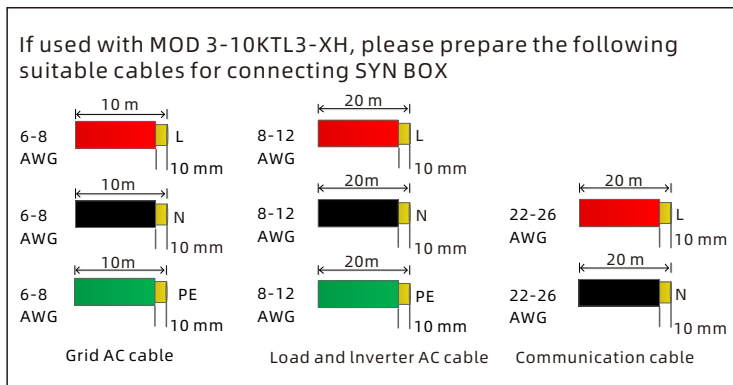 If used with MOD 3-10KTL3-XH, please prepare the following
suitable cables for connecting SYN BOX
10 m
6-8
AWG
L
10 mm
10m
6-8
AWG
N
10 mm
10m
6-8
AWG
PE
10 mm
Grid AC cable
20 m
8-12
AWG
L
10 mm
20m
8-12
AWG
N
10 mm
20m
8-12
AWG
PE
10 mm
Load and Inverter AC cable
20 m
22-26
AWG
L
10 mm
20 m
22-26
AWG
N
10 mm
Communication cable